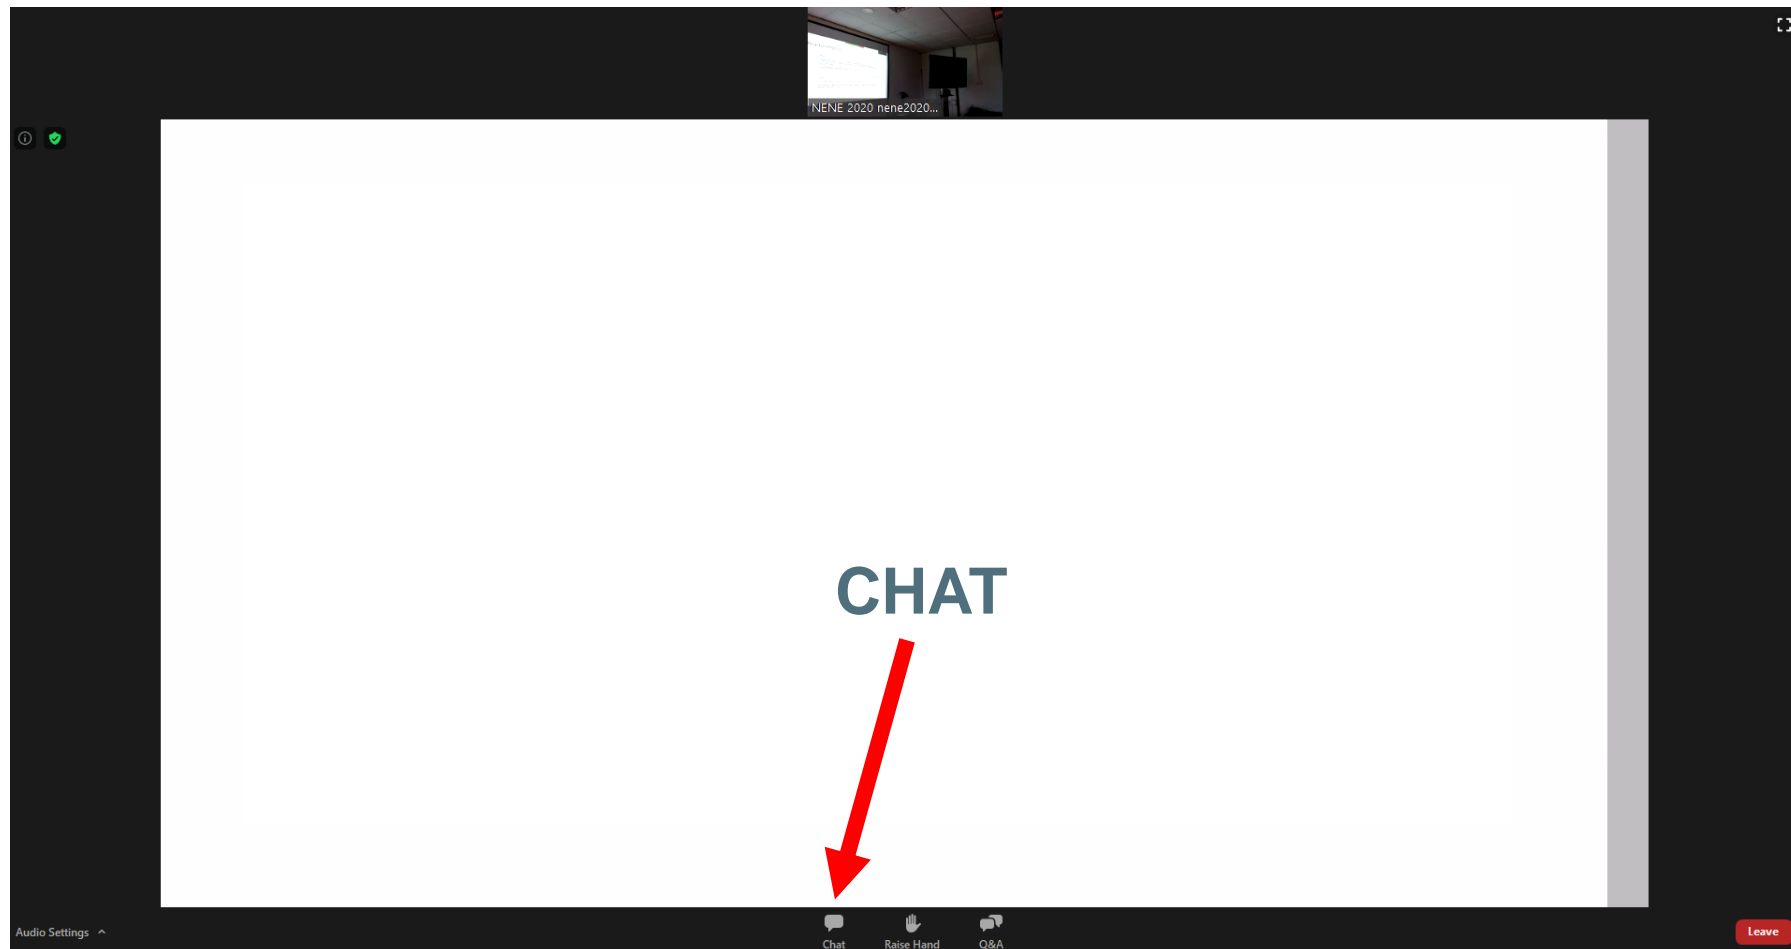 NENE 2020 nene2020...
CHAT
Audio Settings
Chat
Raise Hand
Q&A
Leave